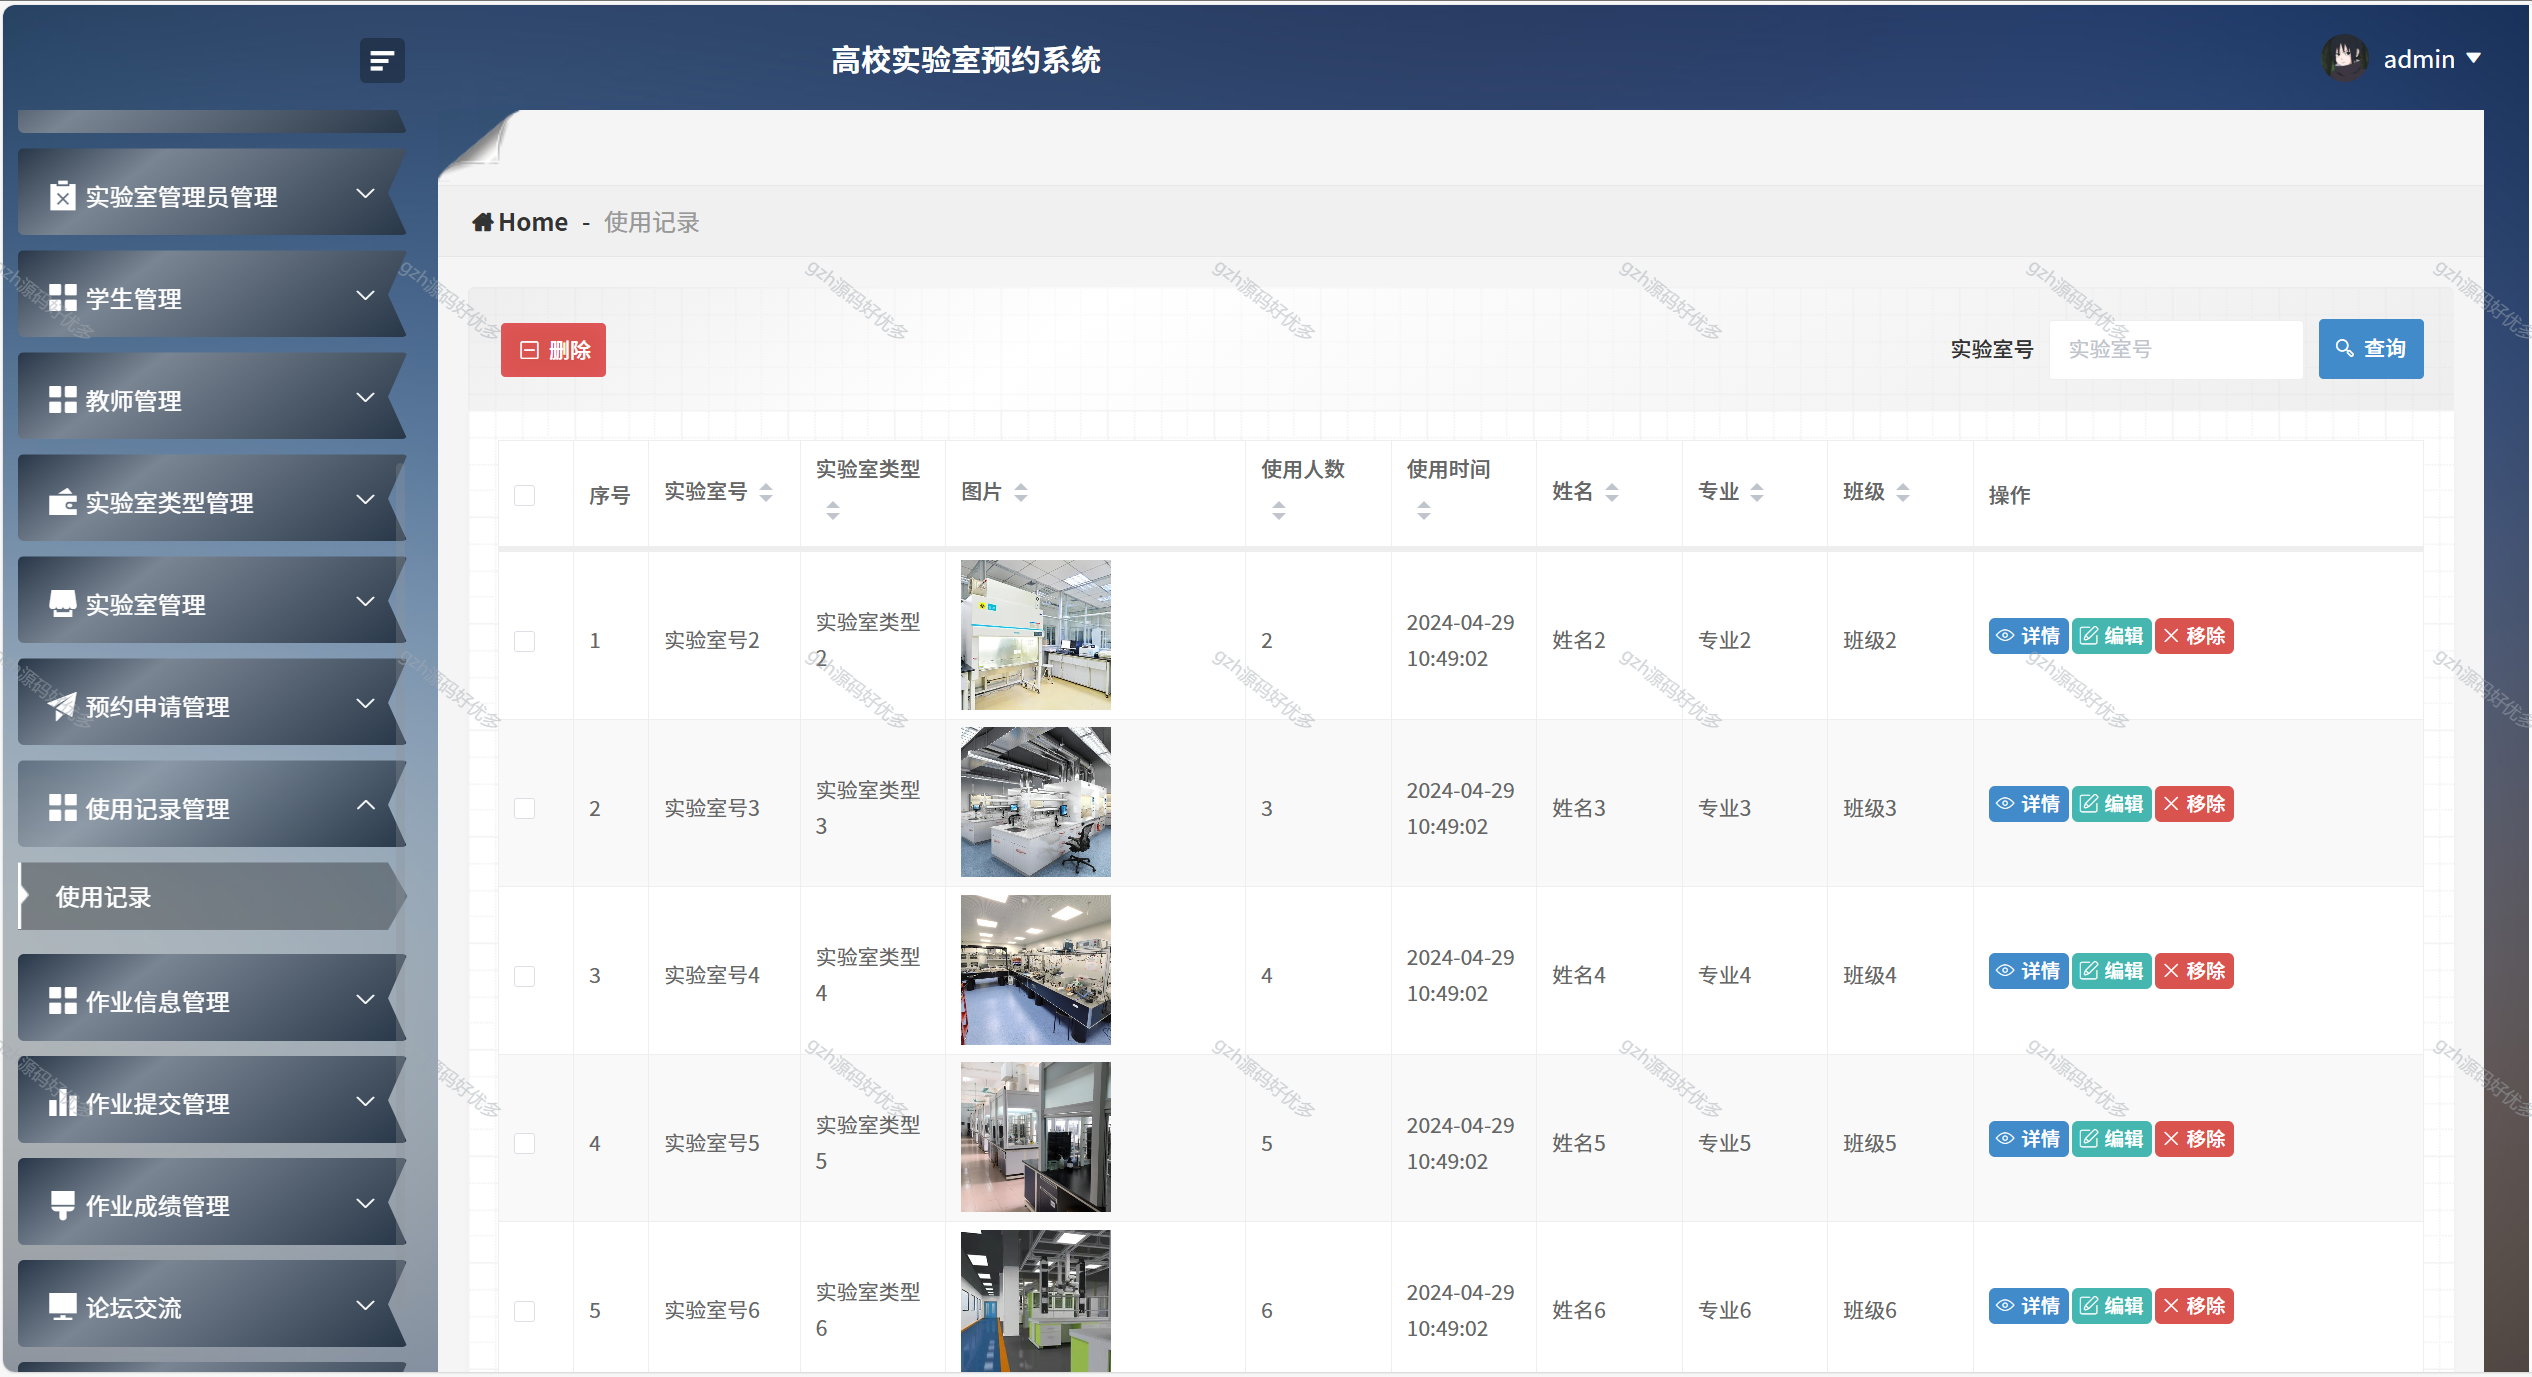 高校实验室预约系统
admin
实验室管理员管理
学生管理
教师管理
实验室类型管理
实验室管理
预约申请管理
使用记录管理
使用记录
作业信息管理
作业提交管理
作业成绩管理
论坛交流
Home - 使用记录
删除
实验室号
实验室号
查询
序号 实验室号 实验室类型 图片 使用人数 使用时间 姓名 专业 班级 操作
1 实验室号2 实验室类型2 2 2024-04-29 10:49:02 姓名2 专业2 班级2 详情 编辑 移除
2 实验室号3 实验室类型3 3 2024-04-29 10:49:02 姓名3 专业3 班级3 详情 编辑 移除
3 实验室号4 实验室类型4 4 2024-04-29 10:49:02 姓名4 专业4 班级4 详情 编辑 移除
4 实验室号5 实验室类型5 5 2024-04-29 10:49:02 姓名5 专业5 班级5 详情 编辑 移除
5 实验室号6 实验室类型6 6 2024-04-29 10:49:02 姓名6 专业6 班级6 详情 编辑 移除
gzh源码好优多